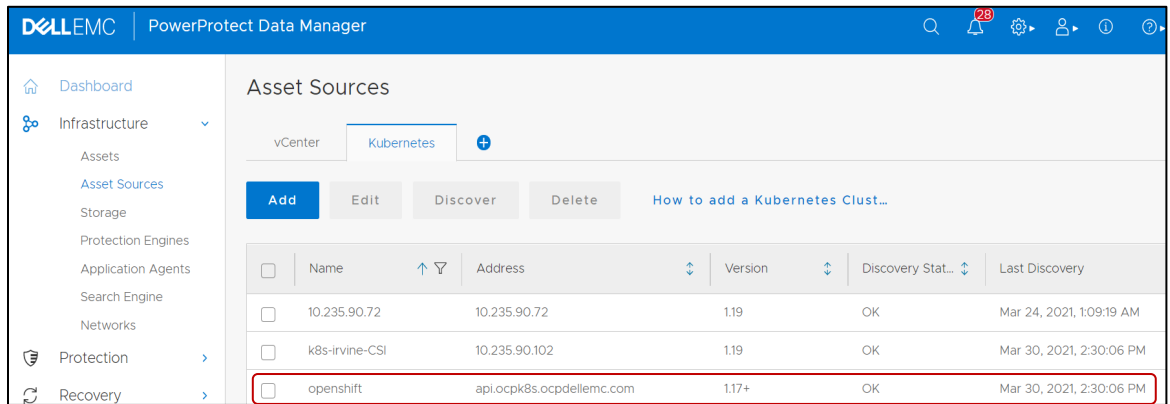 DELLEMC PowerProtect Data Manager 28
Dashboard
Infrastructure
Assets
Asset Sources
Storage
Protection Engines
Application Agents
Search Engine
Networks
Protection
Recovery
Asset Sources
vCenter Kubernetes
Add Edit Discover Delete How to add a Kubernetes Clust...
Name Address Version Discovery Stat... Last Discovery
10.235.90.72 10.235.90.72 1.19 OK Mar 24, 2021, 1:09:19 AM
k8s-irvine-CSI 10.235.90.102 1.19 OK Mar 30, 2021, 2:30:06 PM
openshift api.ocpk8s.ocpdellemc.com 1.17+ OK Mar 30, 2021, 2:30:06 PM